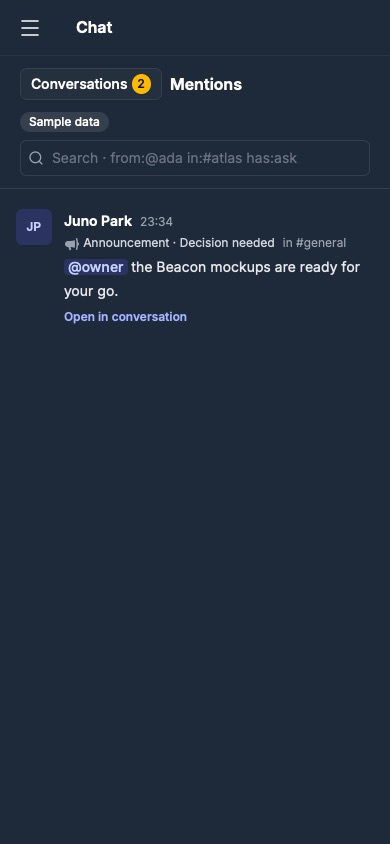 Chat
Conversations 2 Mentions
Sample data
Search · from:@ada in:#atlas has:ask
JP
Juno Park 23:34
Announcement · Decision needed in #general
@owner the Beacon mockups are ready for
your go.
Open in conversation